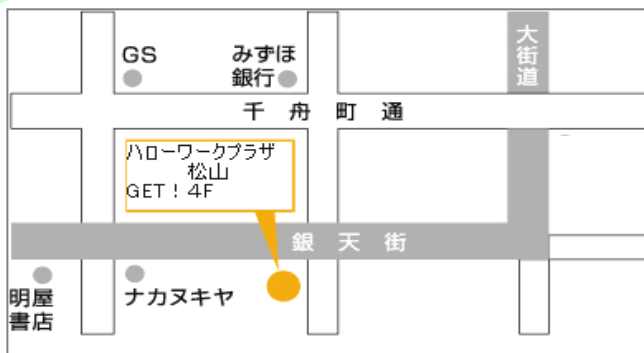 GS
みずほ
銀行
大街道
千舟町通
ハローワークプラザ
松山
GET！4F
銀天街
明屋
書店
ナカヌキヤ